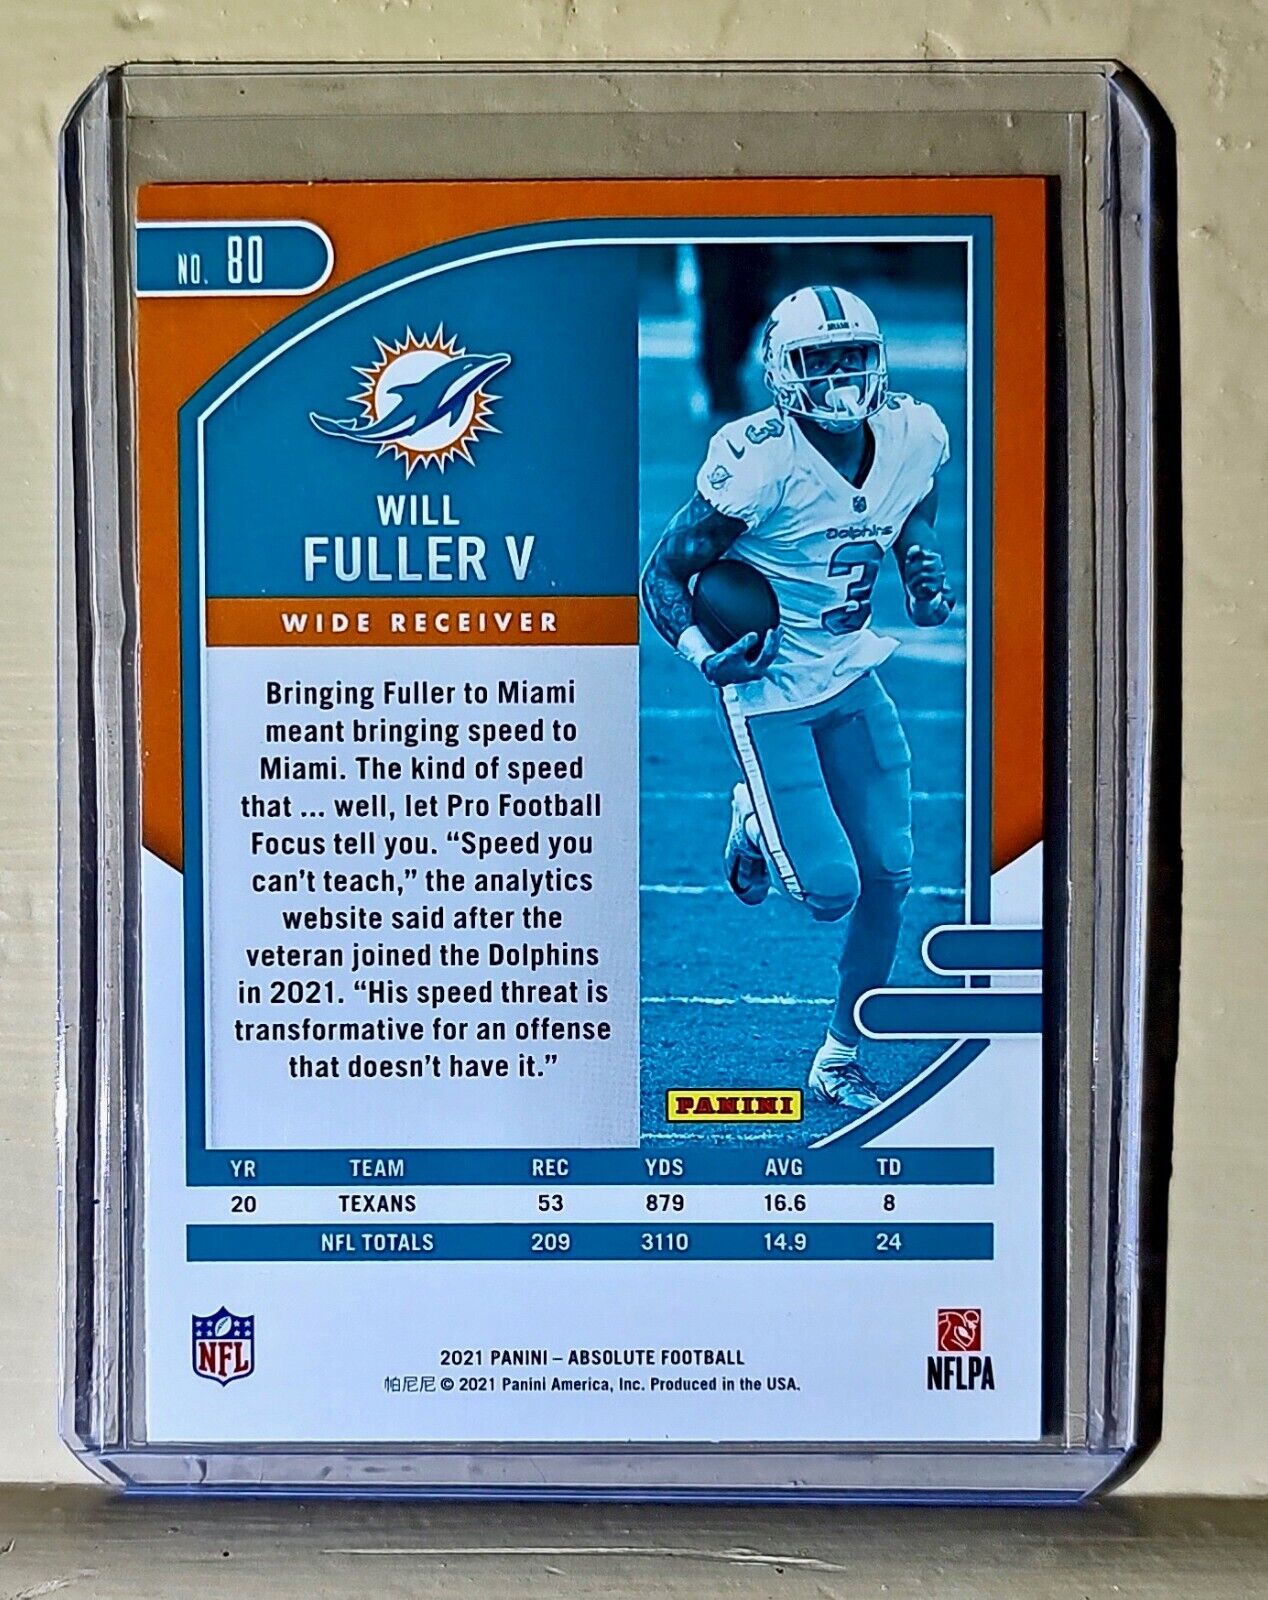 NO. 80
WILL
FULLER V
WIDE RECEIVER
Bringing Fuller to Miami
meant bringing speed to
Miami. The kind of speed
that ... well, let Pro Football
Focus tell you. “Speed you
can’t teach,” the analytics
website said after the
veteran joined the Dolphins
in 2021. “His speed threat is
transformative for an offense
that doesn’t have it.”
MIAMI
3
Dolphins
3
PANINI
YR TEAM REC YDS AVG TD
20 TEXANS 53 879 16.6 8
NFL TOTALS 209 3110 14.9 24
NFL
2021 PANINI – ABSOLUTE FOOTBALL
帕尼尼 © 2021 Panini America, Inc. Produced in the USA.
NFLPA